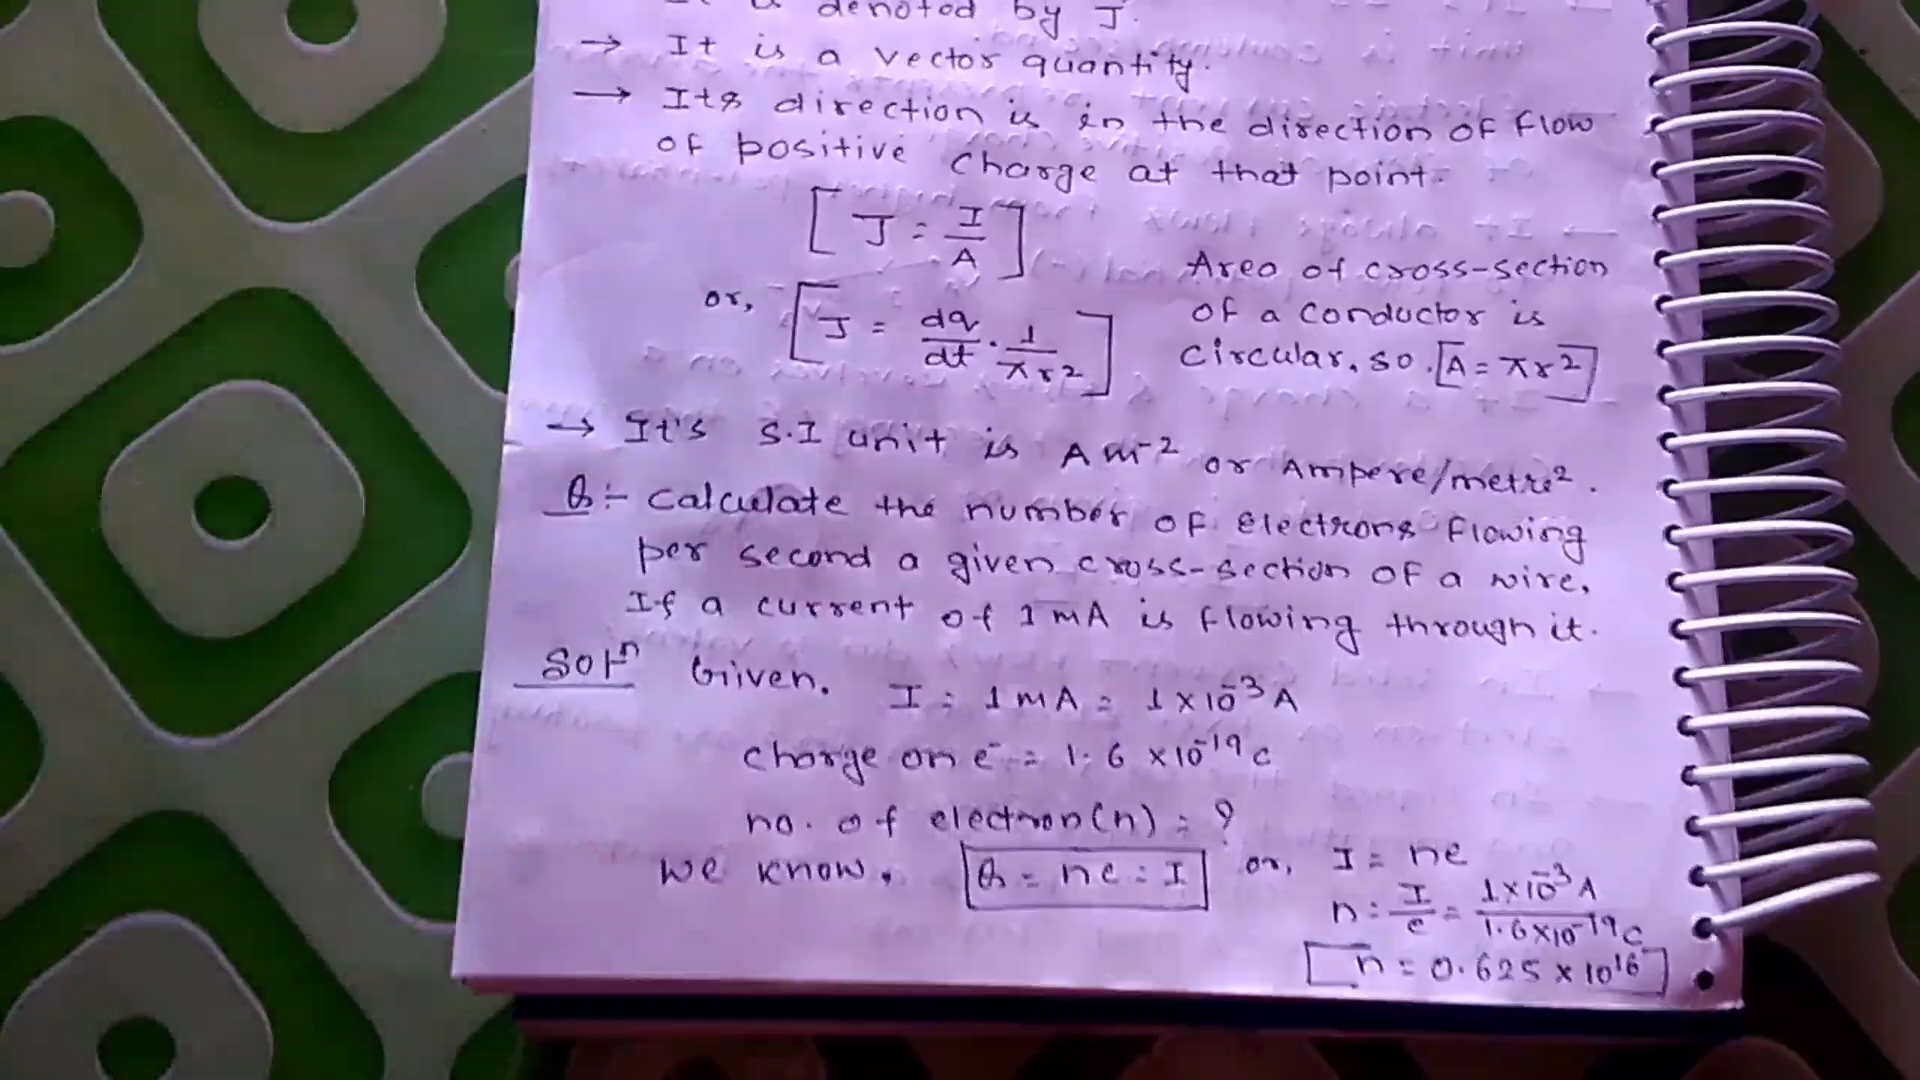 denoted by J.
→ It is a vector quantity.
→ Its direction is in the direction of flow
of positive charge at that point.
[J = I/A]
or, [J = dq/dt · 1/πr²]
Area of cross-section
of a conductor is
circular, so [A = πr²]
→ It's S.I unit is Am⁻² or Ampere/metre².
Q:- Calculate the number of electrons flowing
per second a given cross-section of a wire,
If a current of 1 mA is flowing through it.
Solⁿ Given, I = 1 mA = 1 × 10⁻³ A
charge on e⁻ = 1.6 × 10⁻¹⁹ C
no. of electron (n) = ?
we know, Q = ne = I or, I = ne
n = I/e = 1×10⁻³ A / 1.6×10⁻¹⁹ C
[n = 0.625 × 10¹⁶]